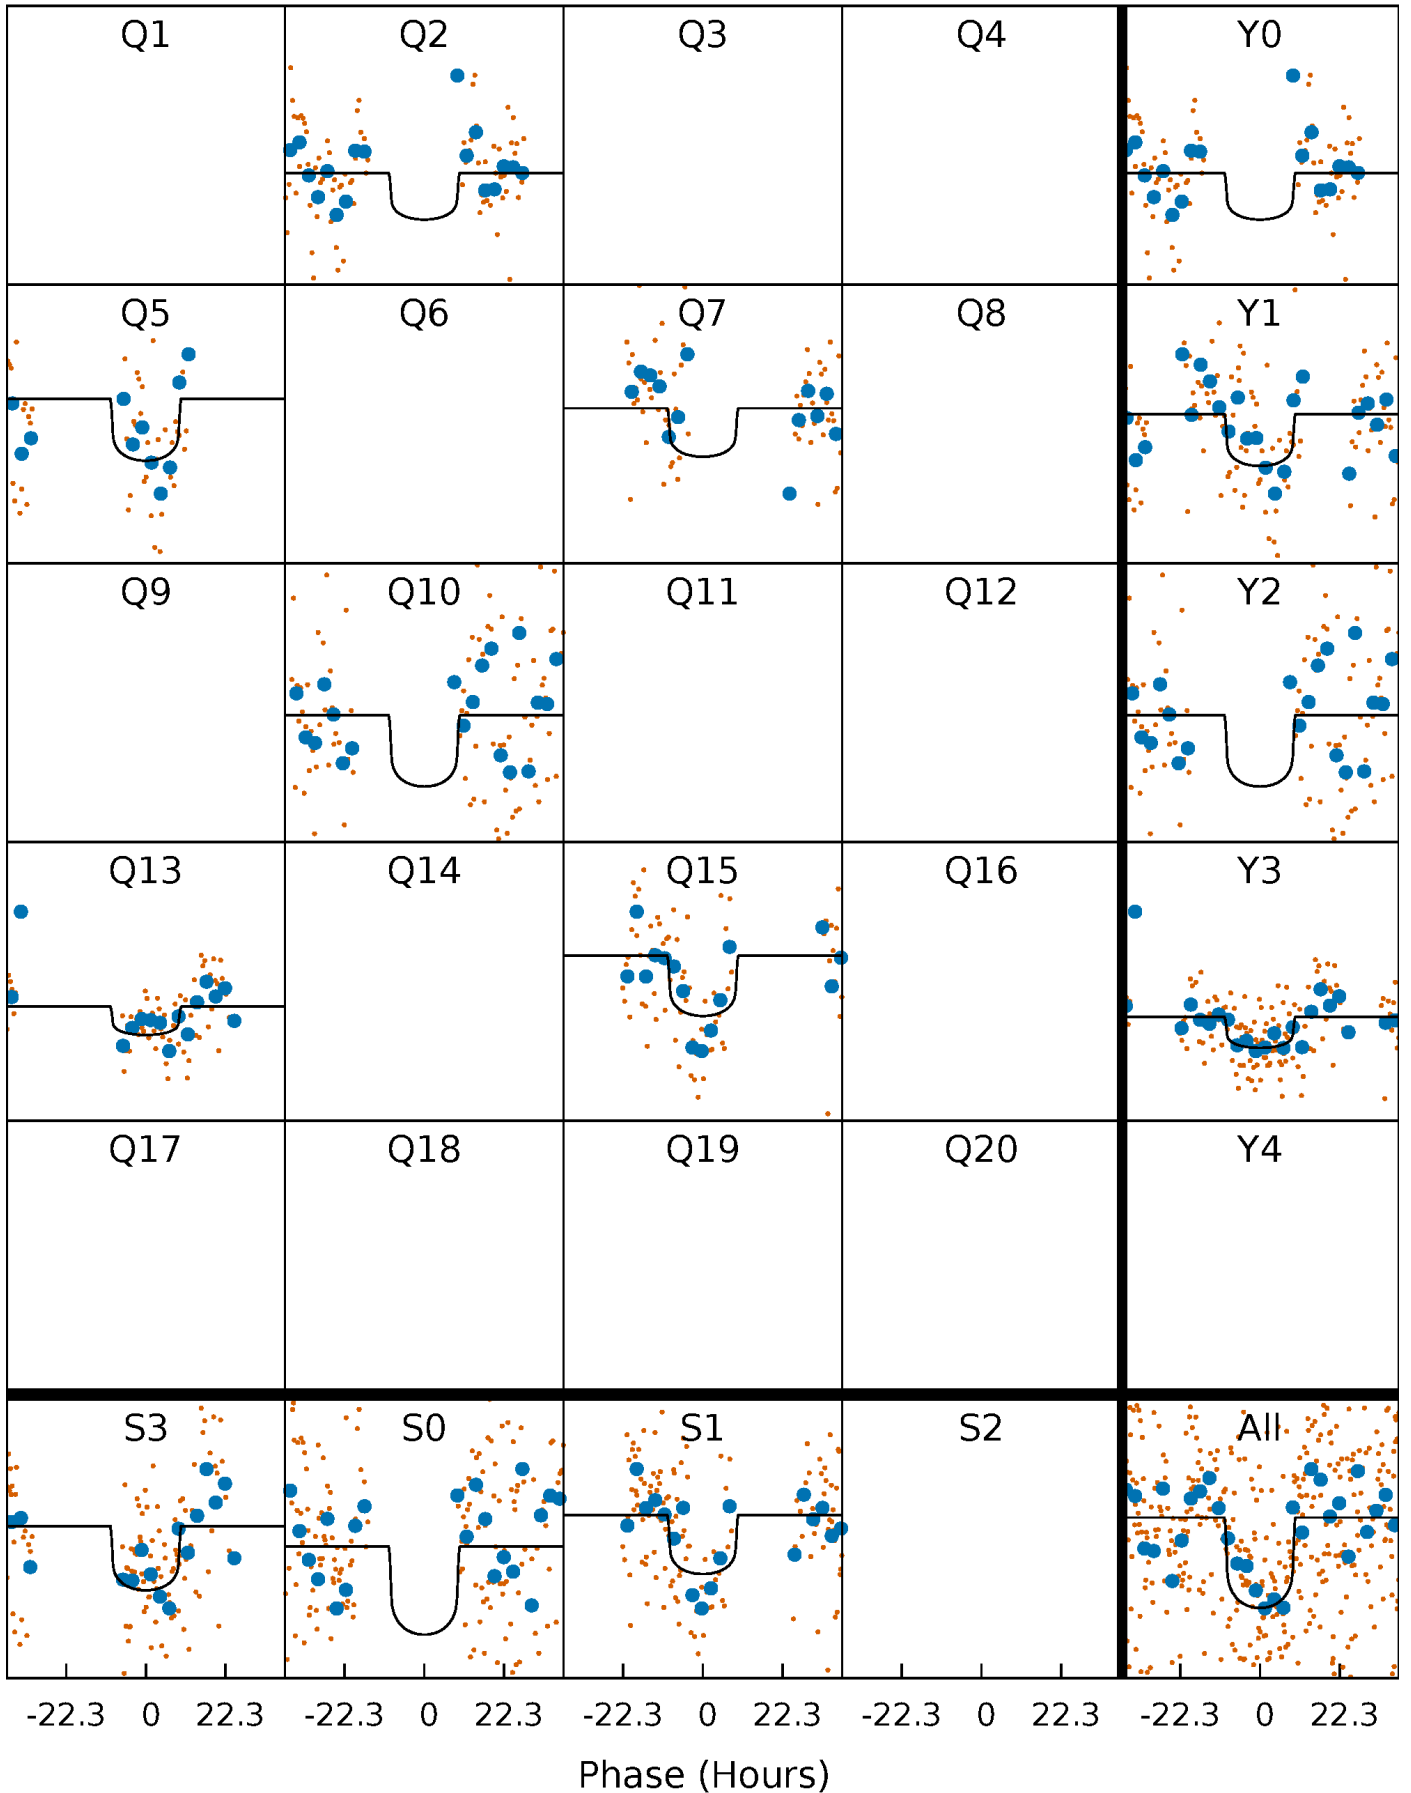 Q1 Q2 Q3 Q4 Y0
Q5 Q6 Q7 Q8 Y1
Q9 Q10 Q11 Q12 Y2
Q13 Q14 Q15 Q16 Y3
Q17 Q18 Q19 Q20 Y4
S3 S0 S1 S2 All
-22.3 0 22.3 -22.3 0 22.3 -22.3 0 22.3 -22.3 0 22.3 -22.3 0 22.3
Phase (Hours)